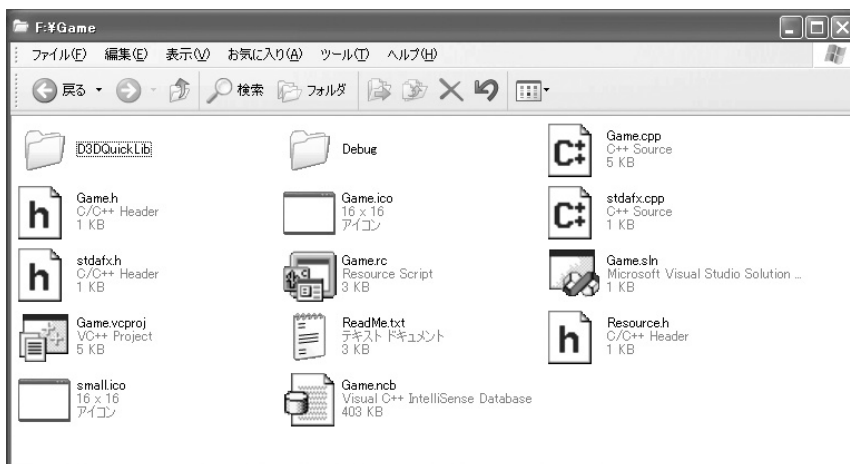 F:¥Game
ファイル(F) 編集(E) 表示(V) お気に入り(A) ツール(T) ヘルプ(H)
戻る 検索 フォルダ
D3DQuickLib
Debug
Game.cpp
C++ Source
5 KB
Game.h
C/C++ Header
1 KB
Game.ico
16 x 16
アイコン
stdafx.cpp
C++ Source
1 KB
stdafx.h
C/C++ Header
1 KB
Game.rc
Resource Script
3 KB
Game.sln
Microsoft Visual Studio Solution ...
1 KB
Game.vcproj
VC++ Project
5 KB
ReadMe.txt
テキスト ドキュメント
3 KB
Resource.h
C/C++ Header
1 KB
small.ico
16 x 16
アイコン
Game.ncb
Visual C++ IntelliSense Database
403 KB